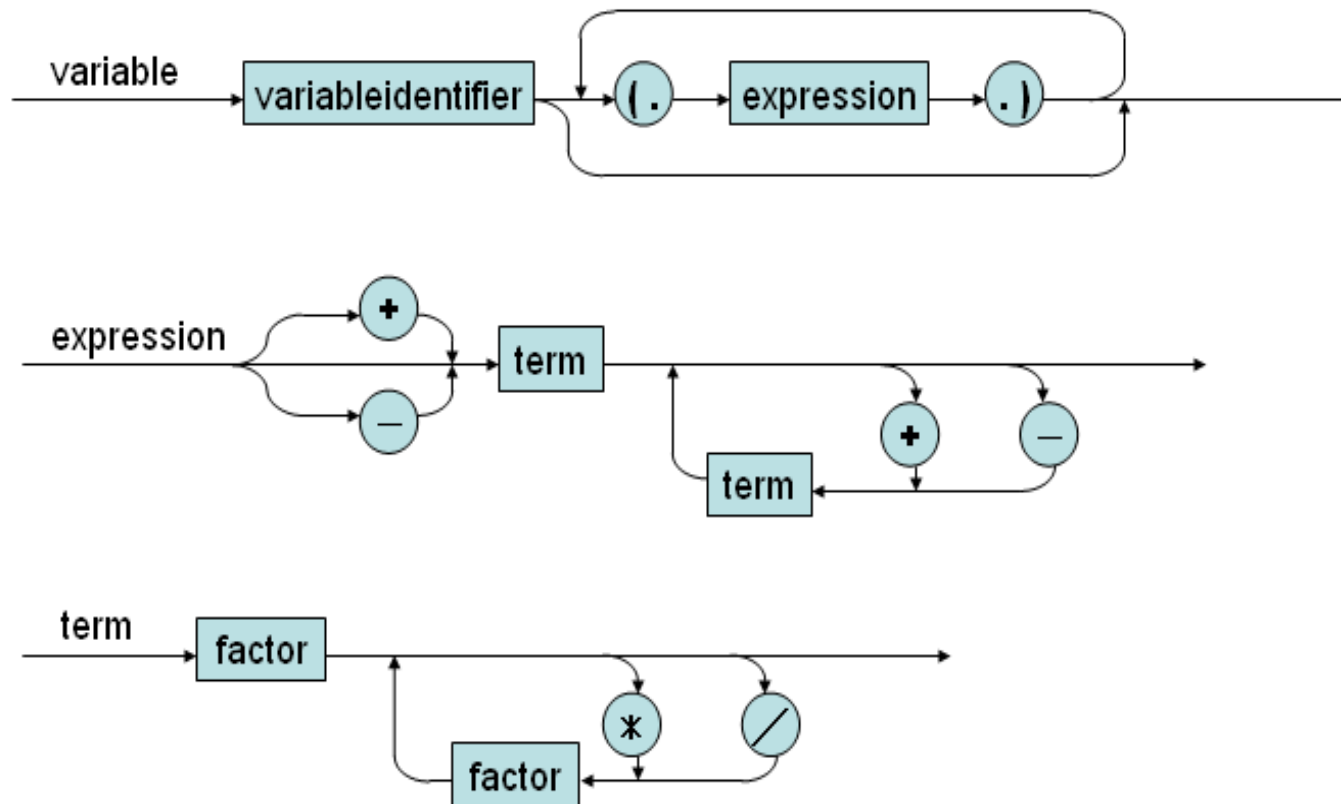 variable
variableidentifier (. expression .)
+
expression term
–
+ –
term
term
factor
* /
factor